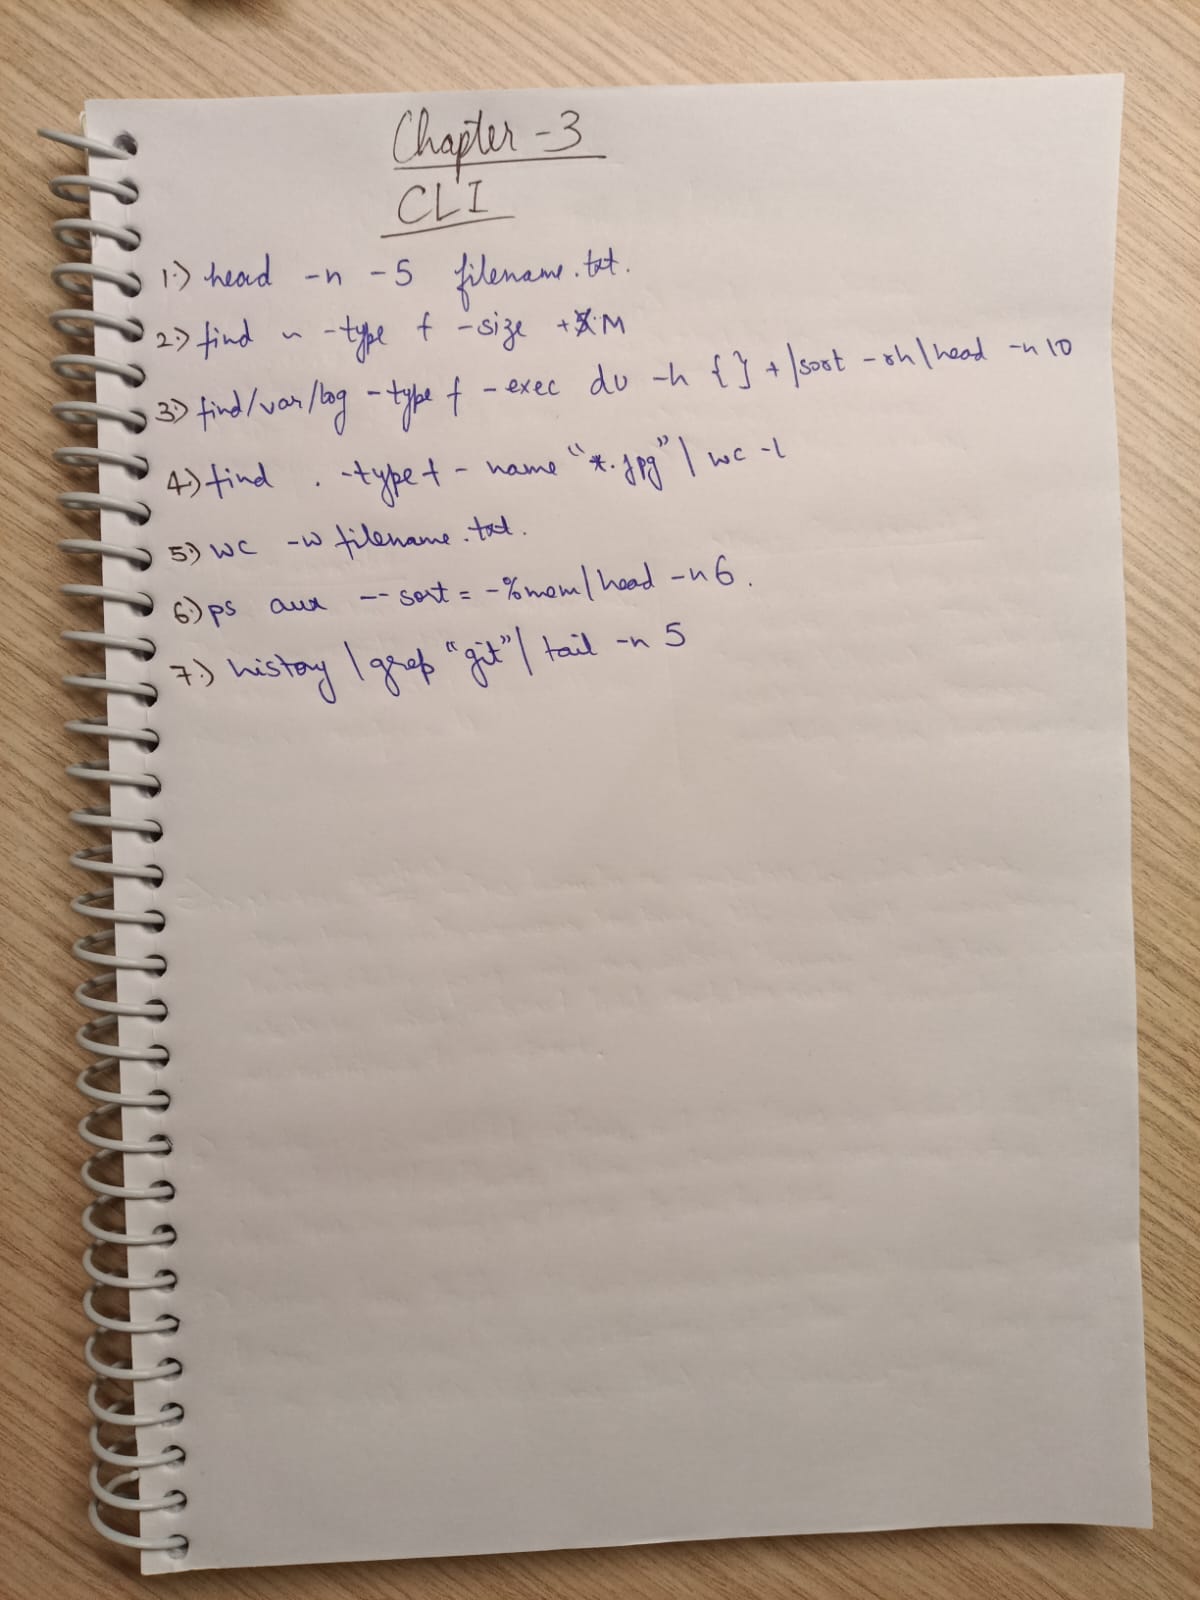 Chapter - 3
CLI
1.) head -n -5 filename.txt.
2.) find ~ -type f -size + M
3.) find/var/log -type f -exec du -h {} + | sort -rh | head -n 10
4.) find . -type f - name "*.jpg" | wc -l
5.) wc -w filename.txt.
6.) ps aux -- sort = -%mem | head -n 6.
7.) history | grep "git" | tail -n 5